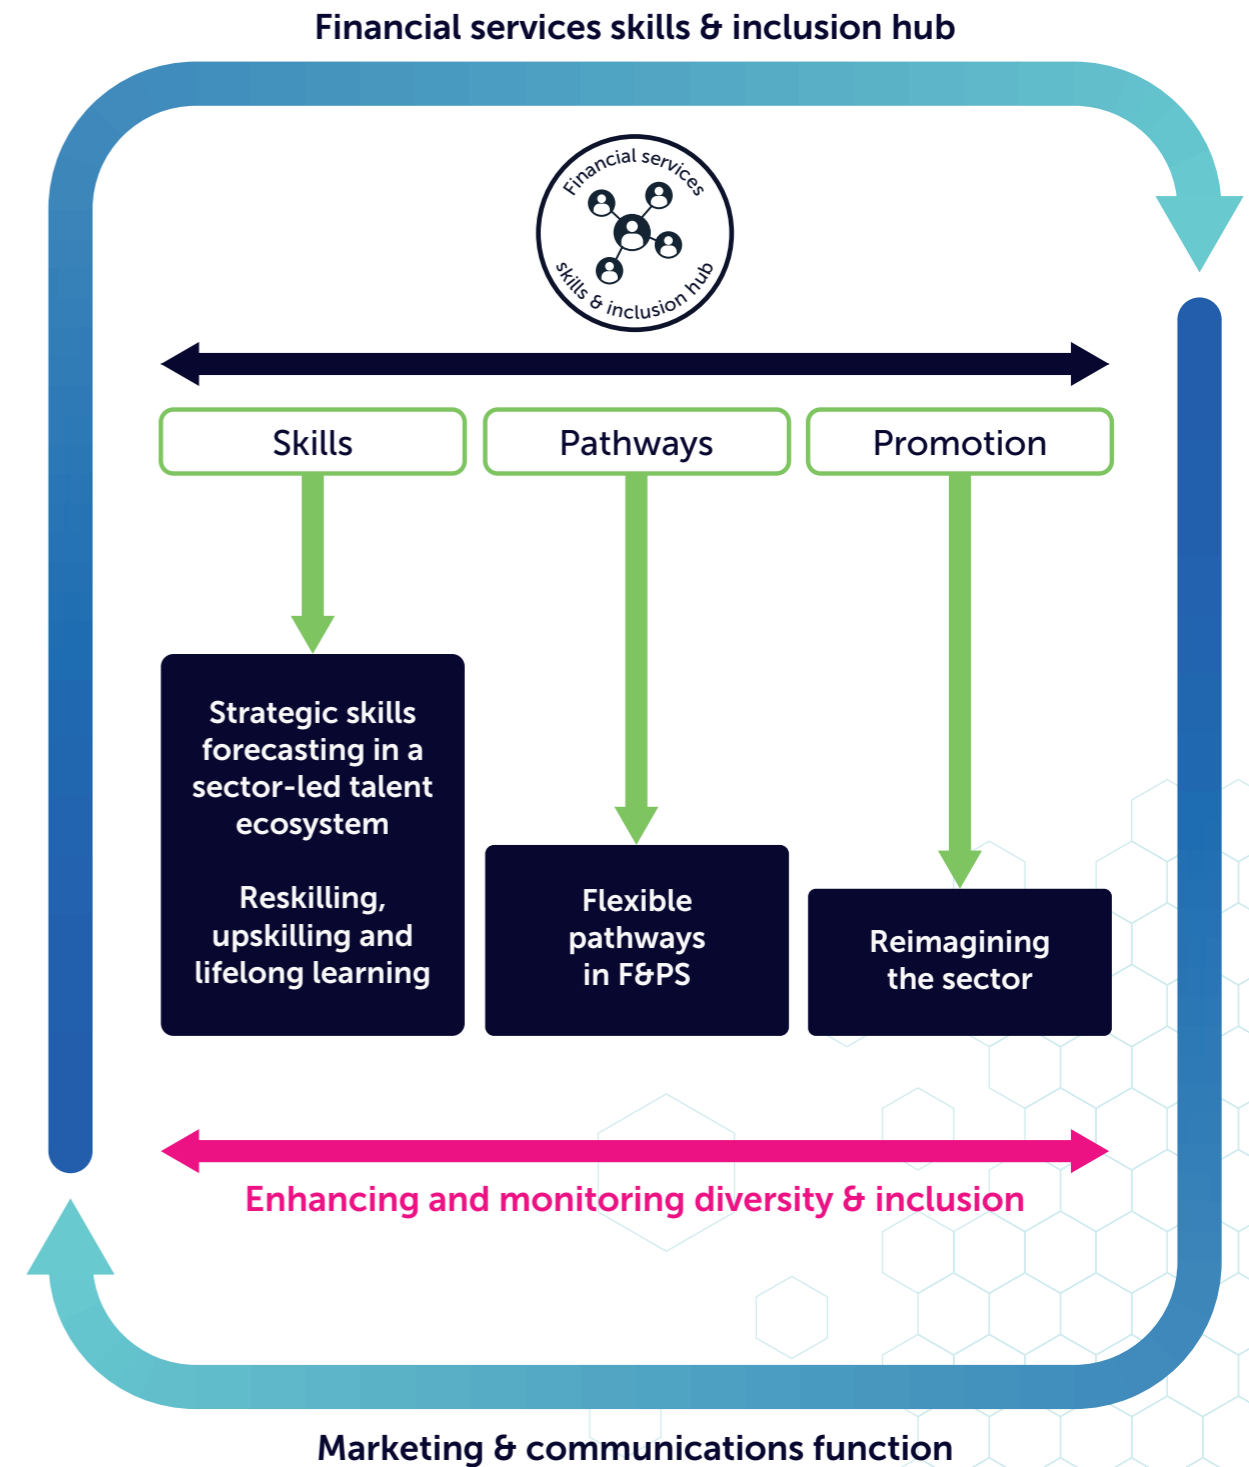 Financial services skills & inclusion hub
Financial services
skills & inclusion hub
Skills
Pathways
Promotion
Strategic skills
forecasting in a
sector-led talent
ecosystem
Reskilling,
upskilling and
lifelong learning
Flexible
pathways
in F&PS
Reimagining
the sector
Enhancing and monitoring diversity & inclusion
Marketing & communications function